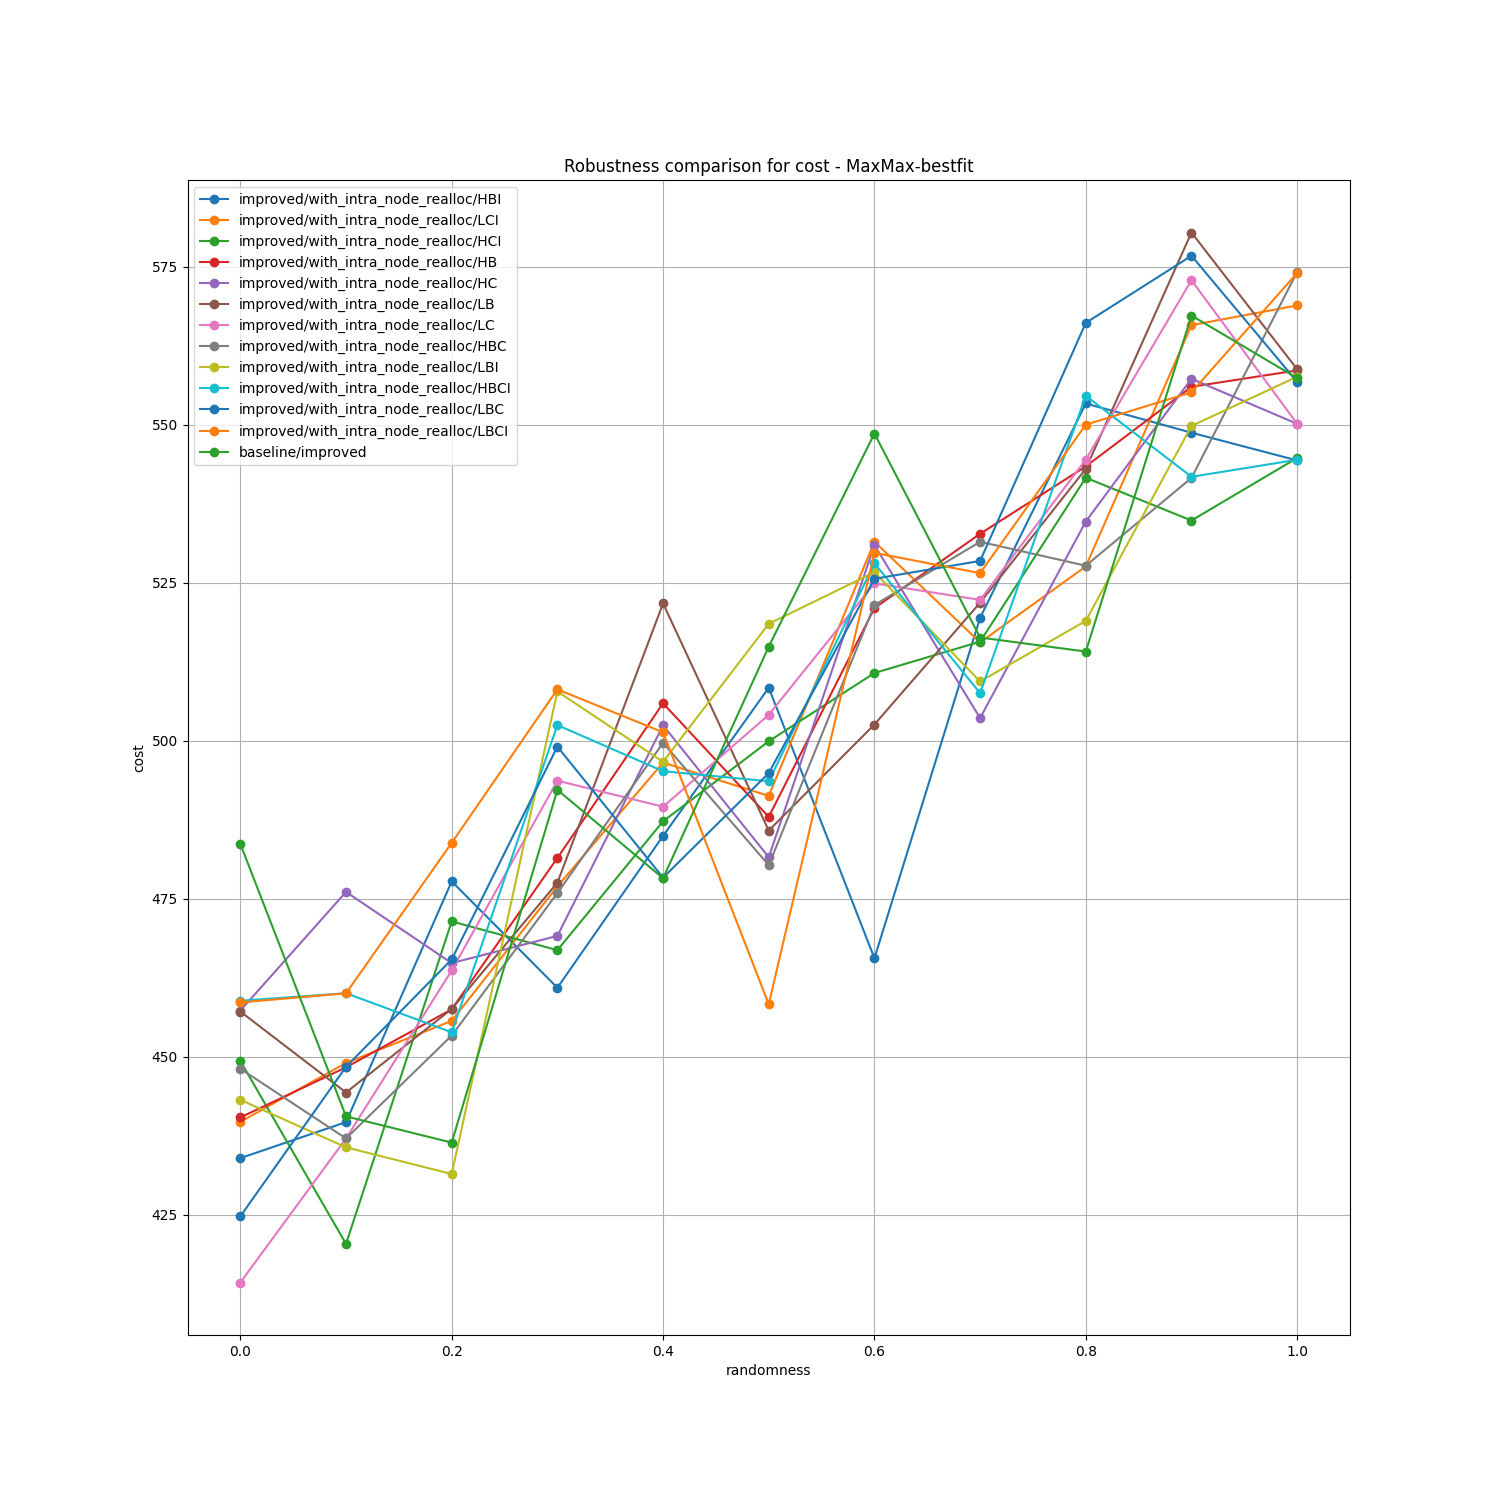 Robustness comparison for cost - MaxMax-bestfit
improved/with_intra_node_realloc/HBI
improved/with_intra_node_realloc/LCI
improved/with_intra_node_realloc/HCI
improved/with_intra_node_realloc/HB
improved/with_intra_node_realloc/HC
improved/with_intra_node_realloc/LB
improved/with_intra_node_realloc/LC
improved/with_intra_node_realloc/HBC
improved/with_intra_node_realloc/LBI
improved/with_intra_node_realloc/HBCI
improved/with_intra_node_realloc/LBC
improved/with_intra_node_realloc/LBCI
baseline/improved
575
550
525
500
475
450
425
cost
0.0 0.2 0.4 0.6 0.8 1.0
randomness